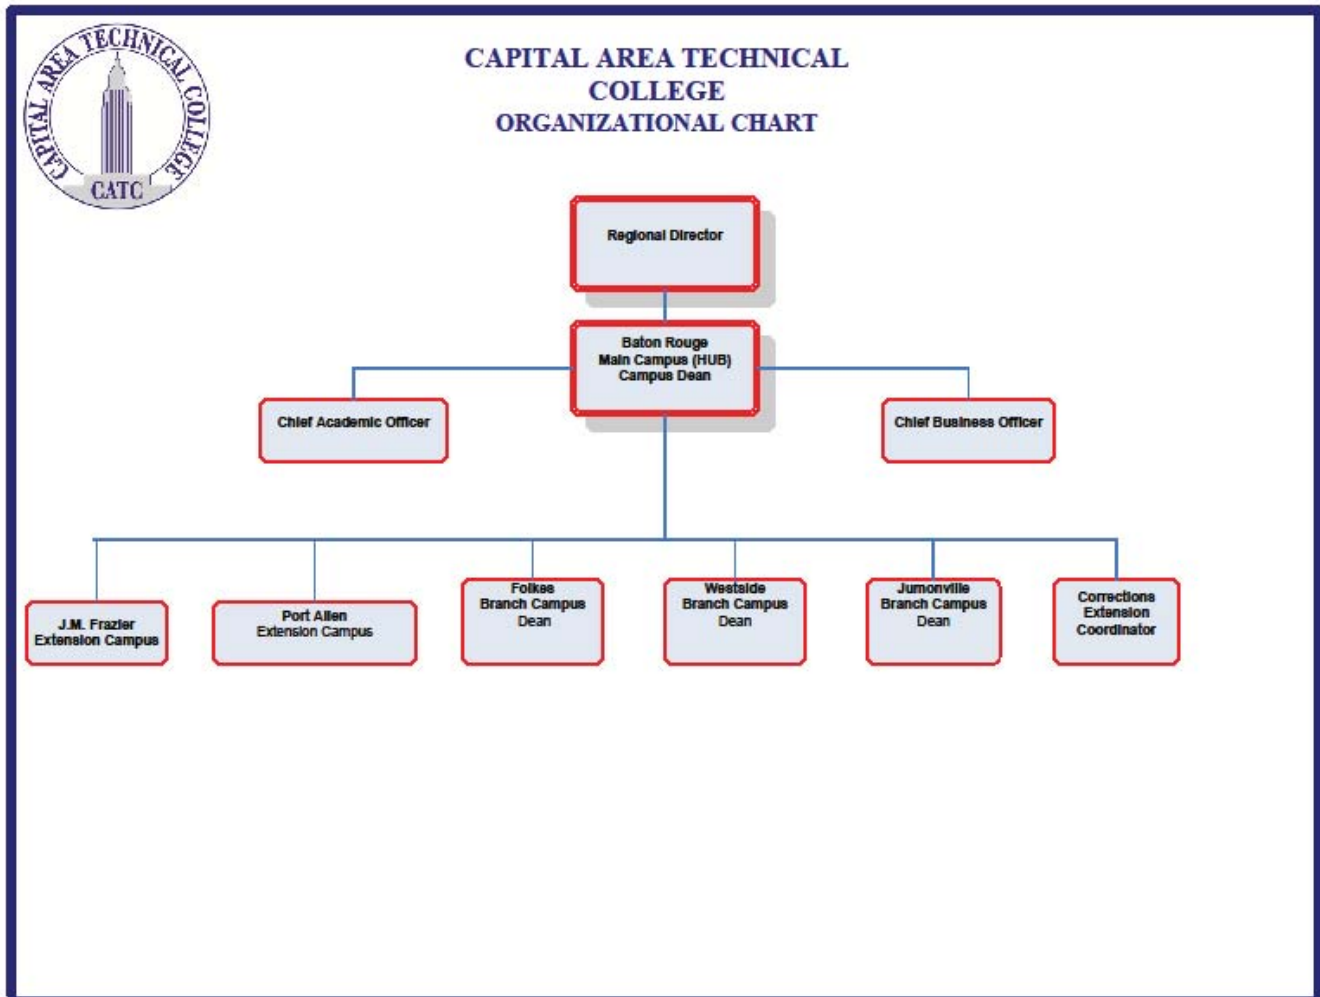 CAPITAL AREA TECHNICAL COLLEGE
CATC
CAPITAL AREA TECHNICAL
COLLEGE
ORGANIZATIONAL CHART
Regional Director
Baton Rouge
Main Campus (HUB)
Campus Dean
Chief Academic Officer
Chief Business Officer
J.M. Frazier
Extension Campus
Port Allen
Extension Campus
Folkes
Branch Campus
Dean
Westside
Branch Campus
Dean
Jumonville
Branch Campus
Dean
Corrections
Extension
Coordinator